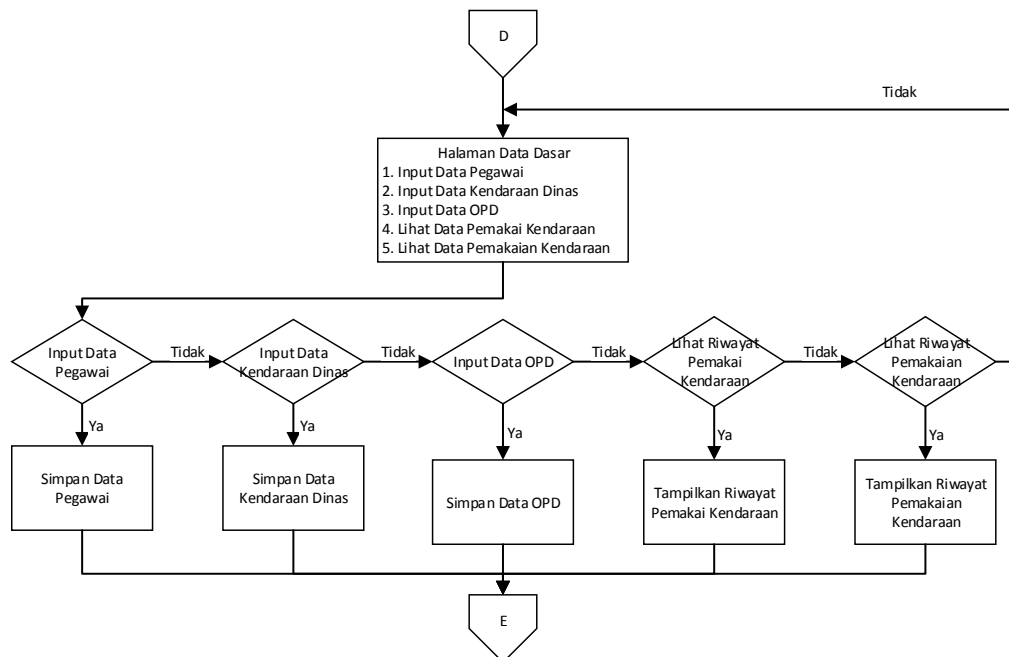 D
Tidak
Halaman Data Dasar
1. Input Data Pegawai
2. Input Data Kendaraan Dinas
3. Input Data OPD
4. Lihat Data Pemakai Kendaraan
5. Lihat Data Pemakaian Kendaraan
Input Data
Pegawai
Tidak
Input Data
Kendaraan Dinas
Tidak
Input Data OPD
Tidak
Lihat Riwayat
Pemakai
Kendaraan
Tidak
Lihat Riwayat
Pemakaian
Kendaraan
Ya
Ya
Ya
Ya
Ya
Simpan Data
Pegawai
Simpan Data
Kendaraan Dinas
Simpan Data OPD
Tampilkan Riwayat
Pemakai Kendaraan
Tampilkan Riwayat
Pemakaian
Kendaraan
E